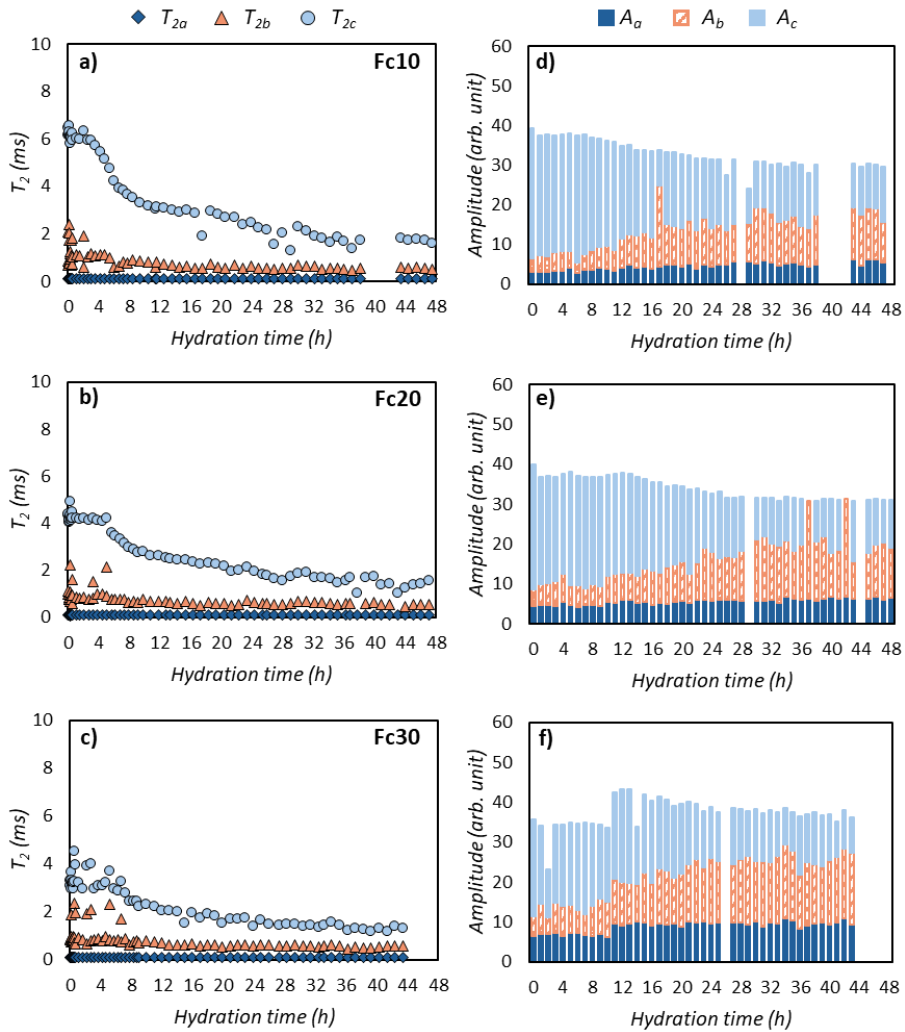 T2a T2b T2c
Aa Ab Ac
a) Fc10
10
8
6
4
2
0
T2 (ms)
0 4 8 12 16 20 24 28 32 36 40 44 48
Hydration time (h)
d)
60
50
40
30
20
10
0
Amplitude (arb. unit)
0 4 8 12 16 20 24 28 32 36 40 44 48
Hydration time (h)
b) Fc20
10
8
6
4
2
0
T2 (ms)
0 4 8 12 16 20 24 28 32 36 40 44 48
Hydration time (h)
e)
60
50
40
30
20
10
0
Amplitude (arb. unit)
0 4 8 12 16 20 24 28 32 36 40 44 48
Hydration time (h)
c) Fc30
10
8
6
4
2
0
T2 (ms)
0 4 8 12 16 20 24 28 32 36 40 44 48
Hydration time (h)
f)
60
50
40
30
20
10
0
Amplitude (arb. unit)
0 4 8 12 16 20 24 28 32 36 40 44 48
Hydration time (h)